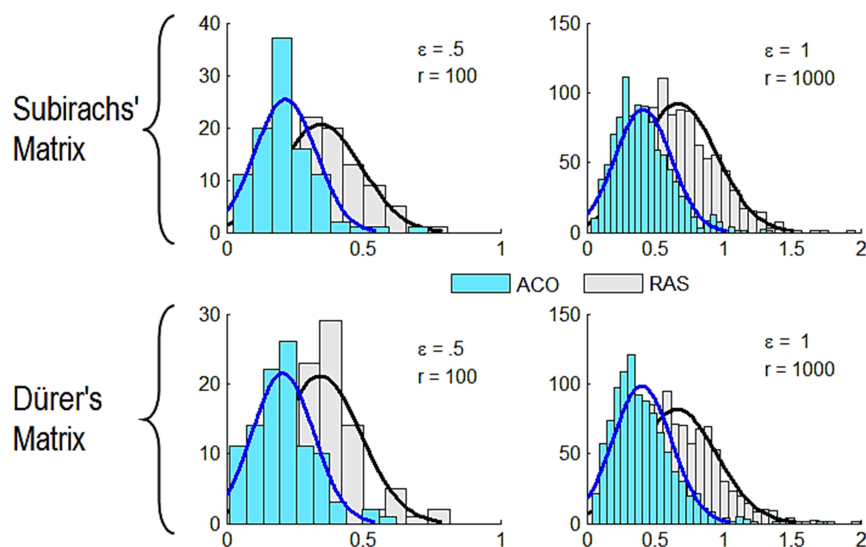 Subirachs'
Matrix
40
30
20
10
0
0
0.5
1
ε = .5
r = 100
150
100
50
0
0
0.5
1
1.5
2
ε = 1
r = 1000
ACO
RAS
Dürer's
Matrix
30
20
10
0
0
0.5
1
ε = .5
r = 100
150
100
50
0
0
0.5
1
1.5
2
ε = 1
r = 1000